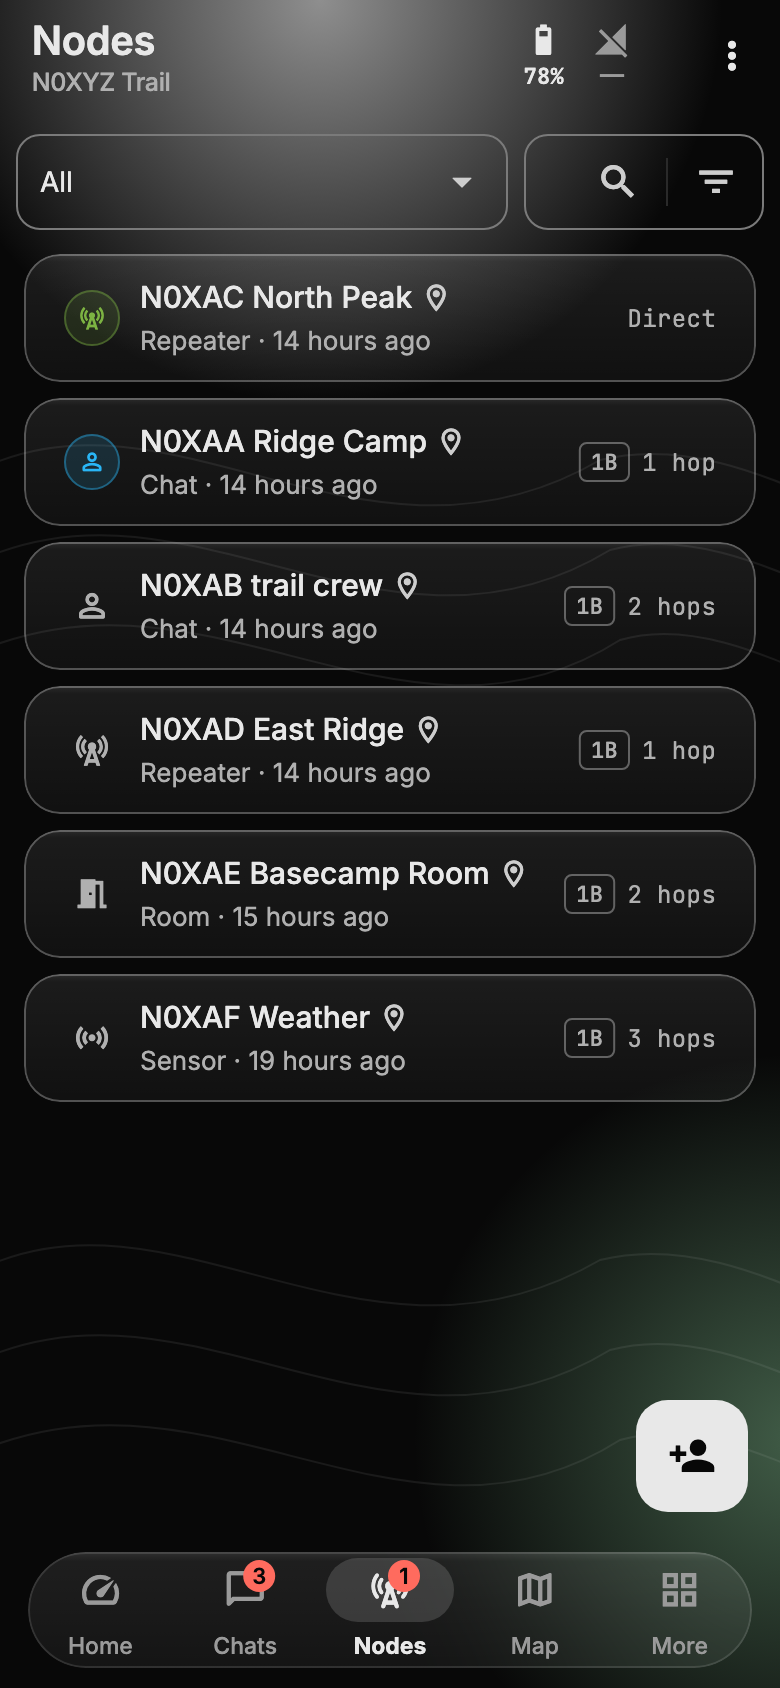 Nodes
N0XYZ Trail
78%
All
N0XAC North Peak
Repeater · 14 hours ago
Direct
N0XAA Ridge Camp
Chat · 14 hours ago
1B 1 hop
N0XAB trail crew
Chat · 14 hours ago
1B 2 hops
N0XAD East Ridge
Repeater · 14 hours ago
1B 1 hop
N0XAE Basecamp Room
Room · 15 hours ago
1B 2 hops
N0XAF Weather
Sensor · 19 hours ago
1B 3 hops
3
1
Home
Chats
Nodes
Map
More